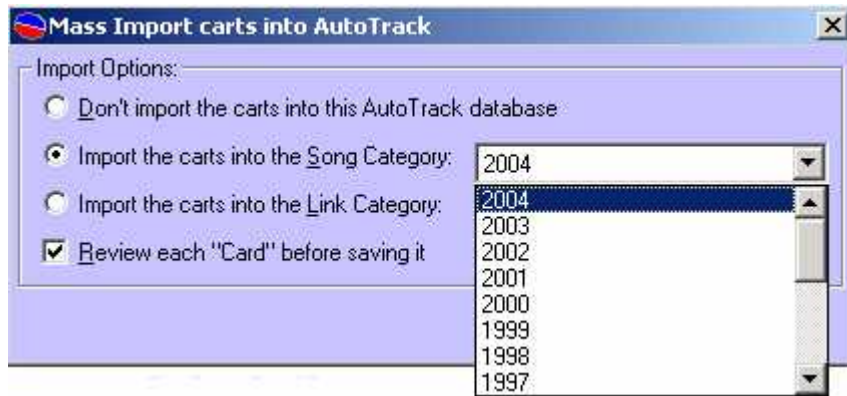 Mass Import carts into AutoTrack
Import Options:
Don't import the carts into this AutoTrack database
Import the carts into the Song Category:
2004
Import the carts into the Link Category:
Review each "Card" before saving it
2004
2003
2002
2001
2000
1999
1998
1997